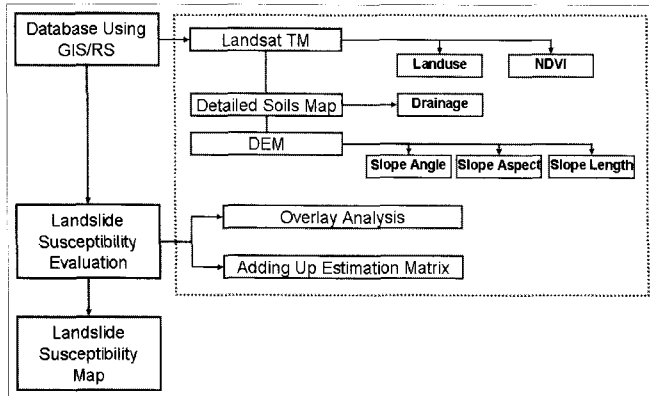 Database Using
GIS/RS
Landsat TM
Landuse
NDVI
Detailed Soils Map
Drainage
DEM
Slope Angle
Slope Aspect
Slope Length
Landslide
Susceptibility
Evaluation
Overlay Analysis
Adding Up Estimation Matrix
Landslide
Susceptibility
Map